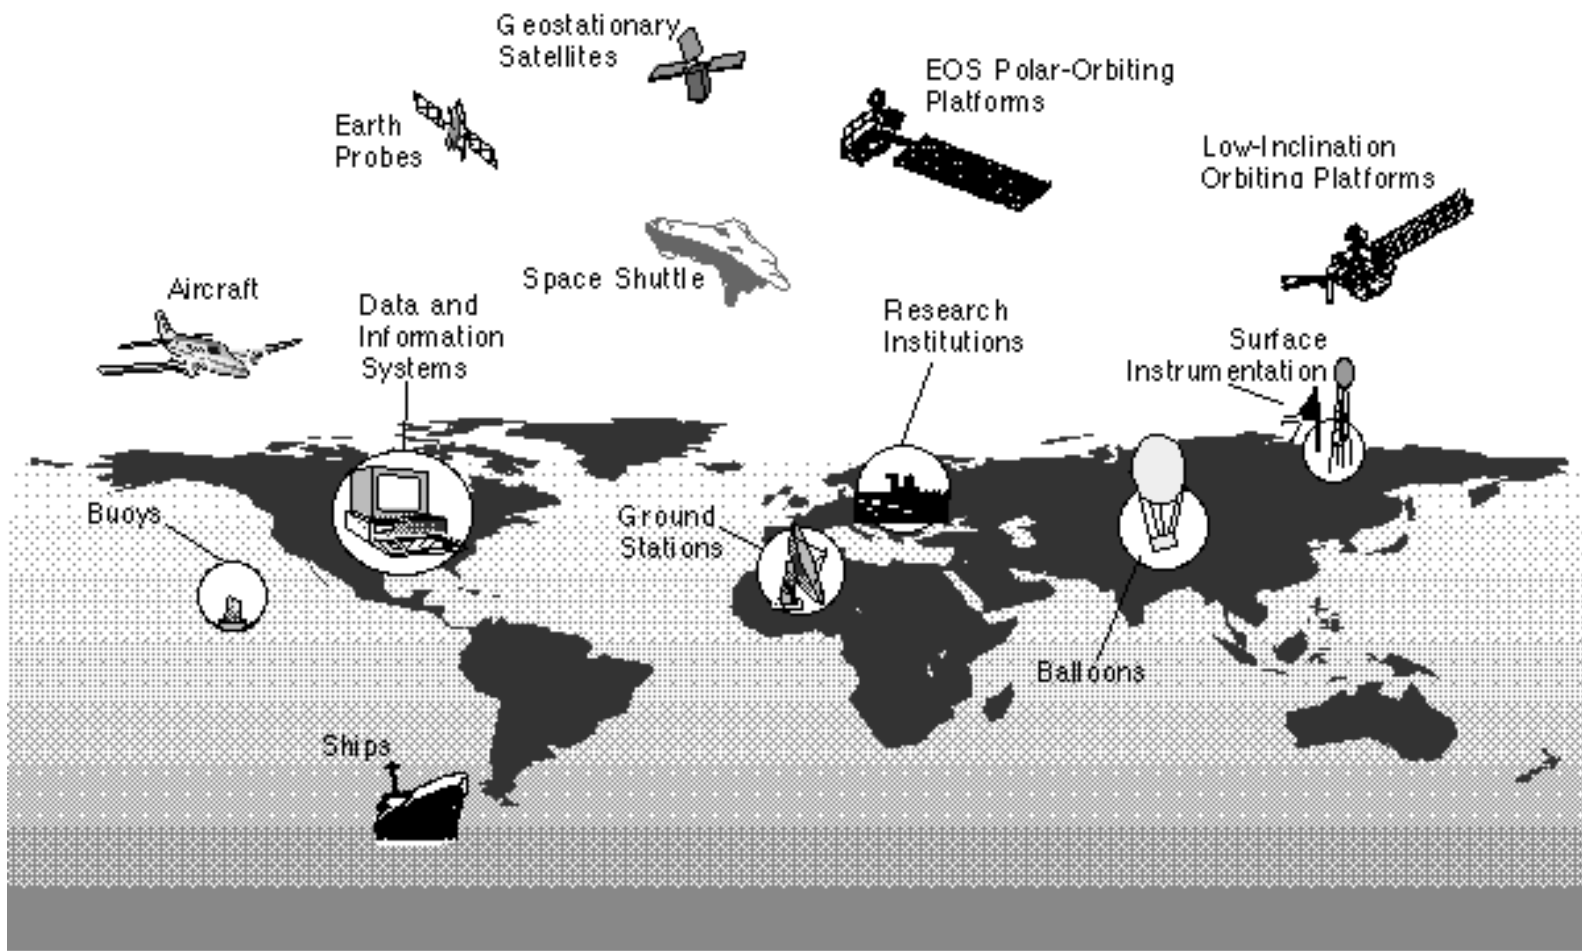 Geostationary
Satellites
EOS Polar-Orbiting
Platforms
Earth
Probes
Low-Inclination
Orbiting Platforms
Space Shuttle
Aircraft
Data and
Information
Systems
Research
Institutions
Surface
Instrumentation
Buoys
Ground
Stations
Balloons
Ships